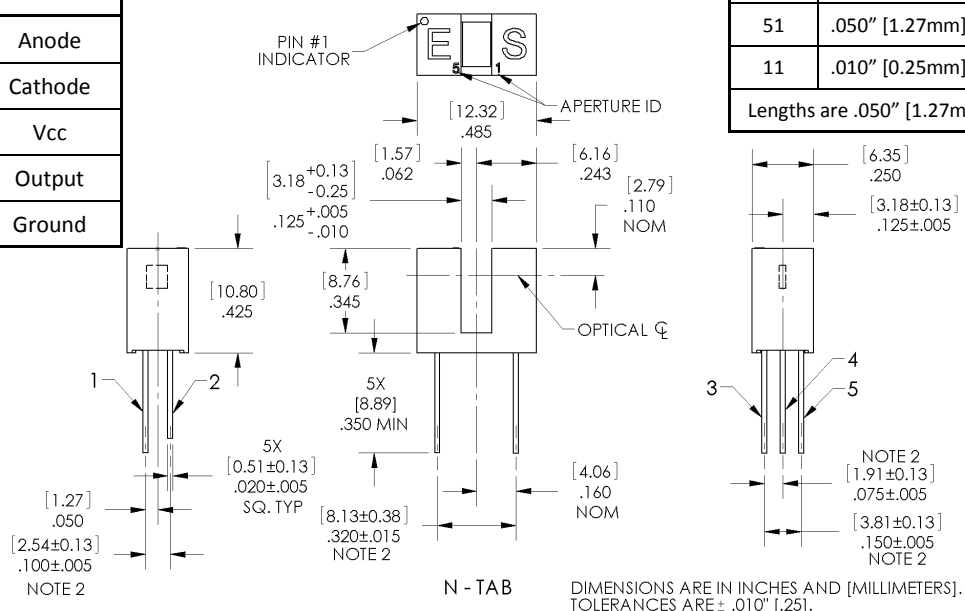 Anode
Cathode
Vcc
Output
Ground
51 .050” [1.27mm]
11 .010” [0.25mm]
Lengths are .050” [1.27m
PIN #1
INDICATOR
E S
5 1
APERTURE ID
[12.32]
.485
[1.57]
.062
[6.16]
.243
[3.18 +0.13 -0.25]
.125 +.005 -.010
[2.79]
.110
NOM
[6.35]
.250
[3.18±0.13]
.125±.005
[10.80]
.425
[8.76]
.345
OPTICAL ℄
1
2
5X
[8.89]
.350 MIN
3
4
5
5X
[0.51±0.13]
.020±.005
SQ. TYP
[1.27]
.050
[2.54±0.13]
.100±.005
NOTE 2
[4.06]
.160
NOM
[8.13±0.38]
.320±.015
NOTE 2
NOTE 2
[1.91±0.13]
.075±.005
[3.81±0.13]
.150±.005
NOTE 2
N - TAB
DIMENSIONS ARE IN INCHES AND [MILLIMETERS].
TOLERANCES ARE ± .010" [.25].